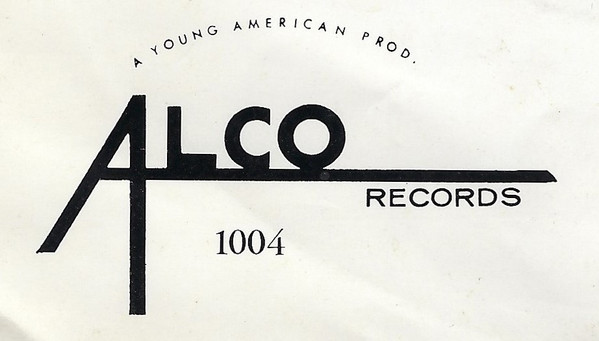 A YOUNG AMERICAN PROD.
ALCO
RECORDS
1004